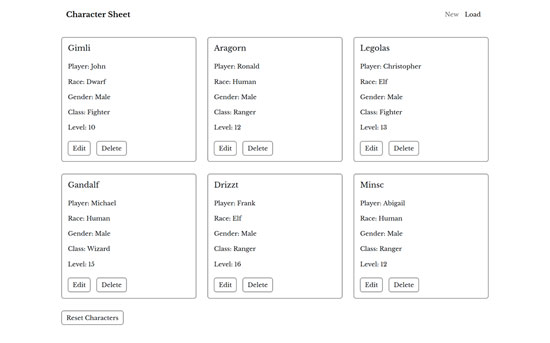 Character Sheet
New Load
Gimli
Player: John
Race: Dwarf
Gender: Male
Class: Fighter
Level: 10
Edit Delete
Aragorn
Player: Ronald
Race: Human
Gender: Male
Class: Ranger
Level: 12
Edit Delete
Legolas
Player: Christopher
Race: Elf
Gender: Male
Class: Fighter
Level: 13
Edit Delete
Gandalf
Player: Michael
Race: Human
Gender: Male
Class: Wizard
Level: 15
Edit Delete
Drizzt
Player: Frank
Race: Elf
Gender: Male
Class: Ranger
Level: 16
Edit Delete
Minsc
Player: Abigail
Race: Human
Gender: Male
Class: Ranger
Level: 12
Edit Delete
Reset Characters